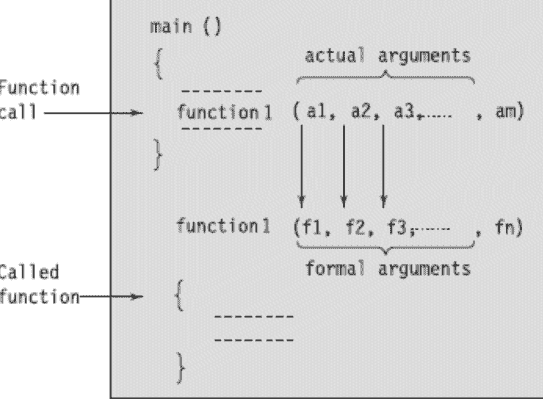 main ()
{
actual arguments
Function
call
function1 ( a1, a2, a3,..... , am)
}
function1 (f1, f2, f3,...... , fn)
formal arguments
Called
function
{
}